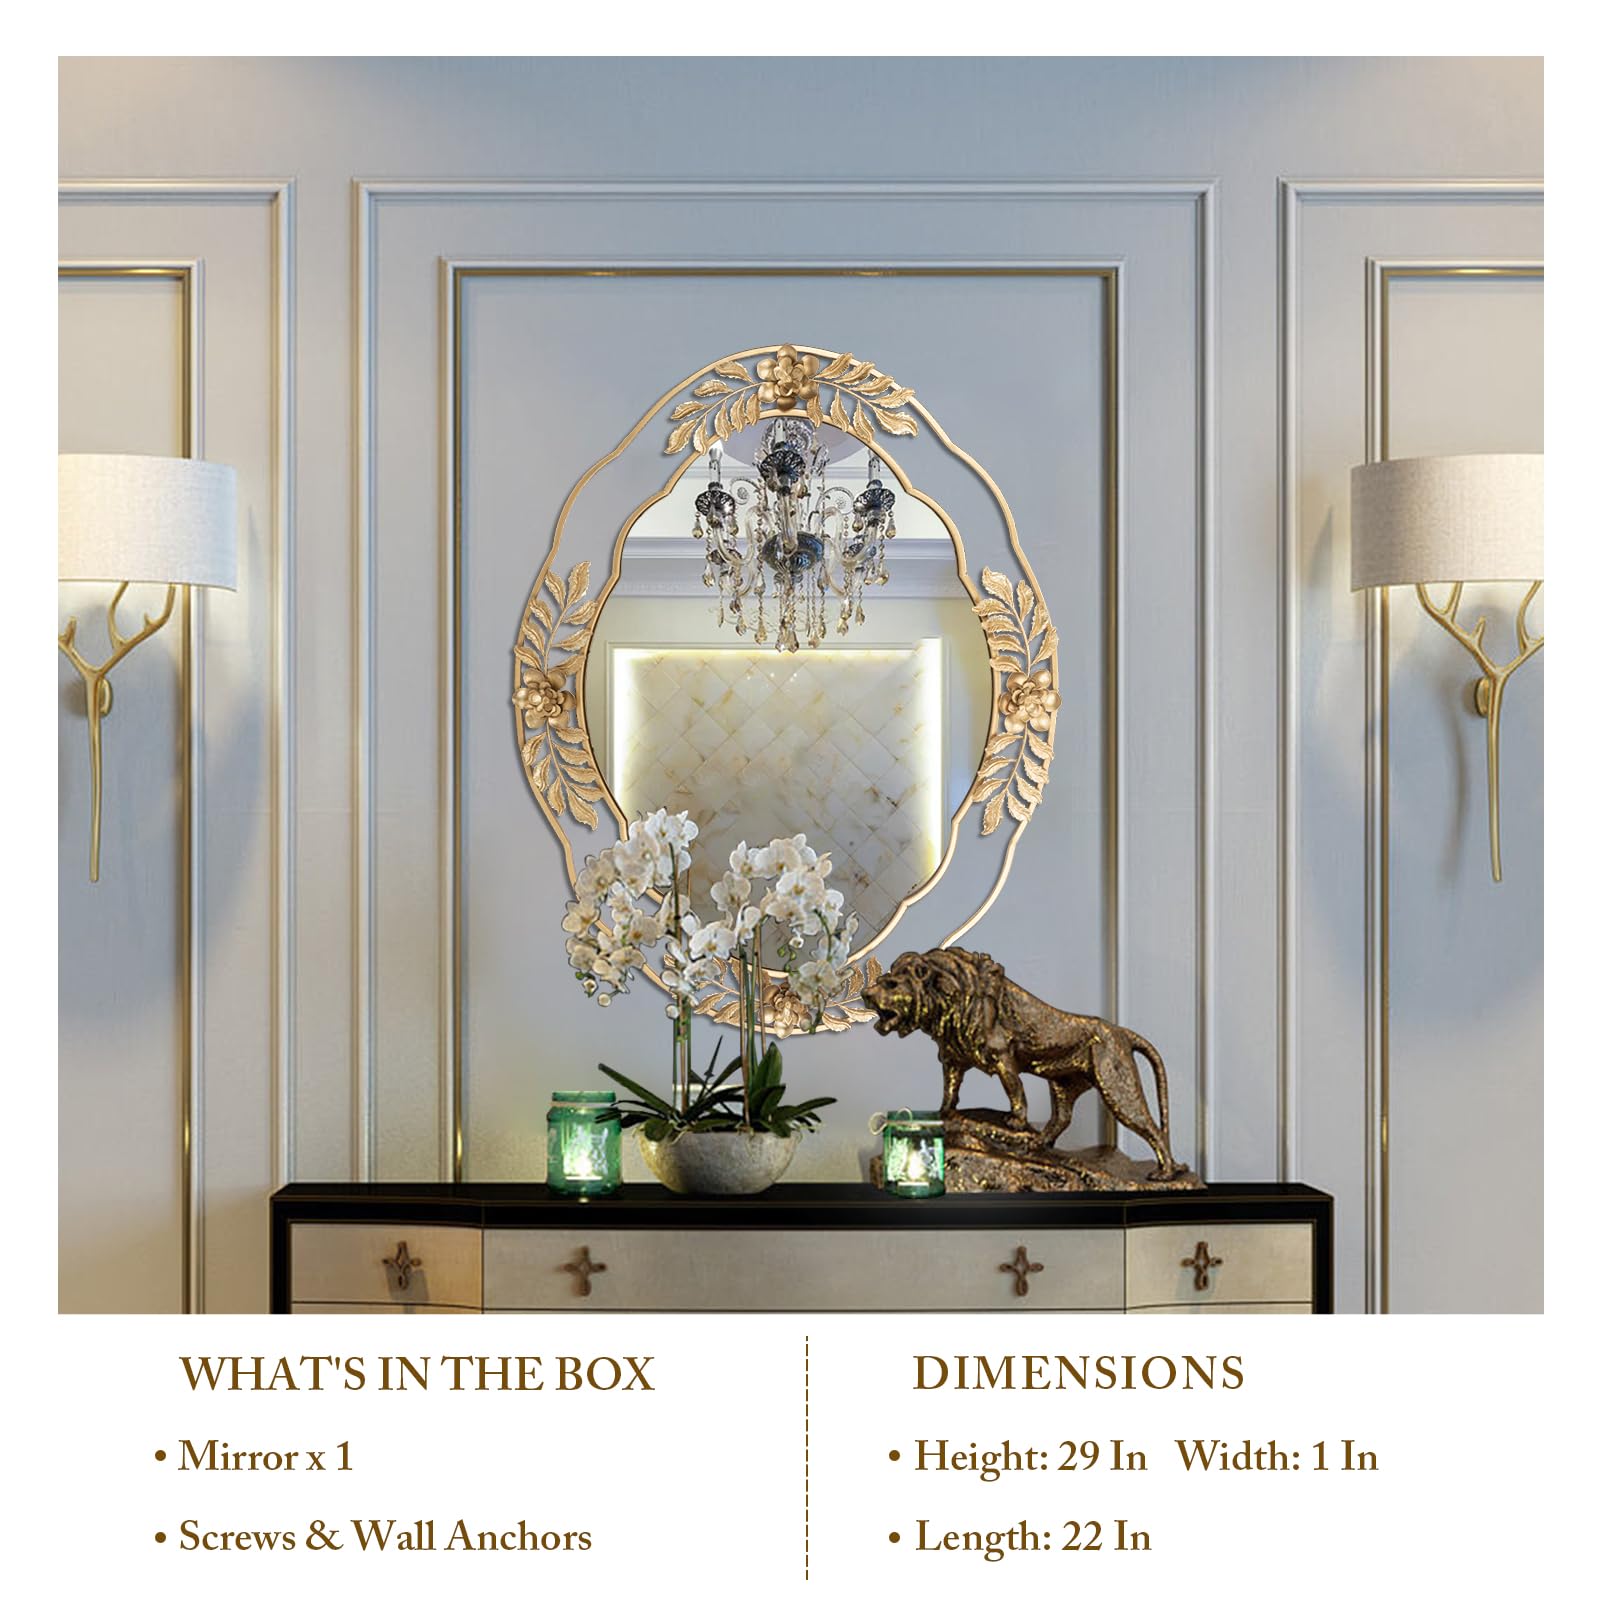 WHAT'S IN THE BOX
• Mirror x 1
• Screws & Wall Anchors
DIMENSIONS
• Height: 29 In Width: 1 In
• Length: 22 In